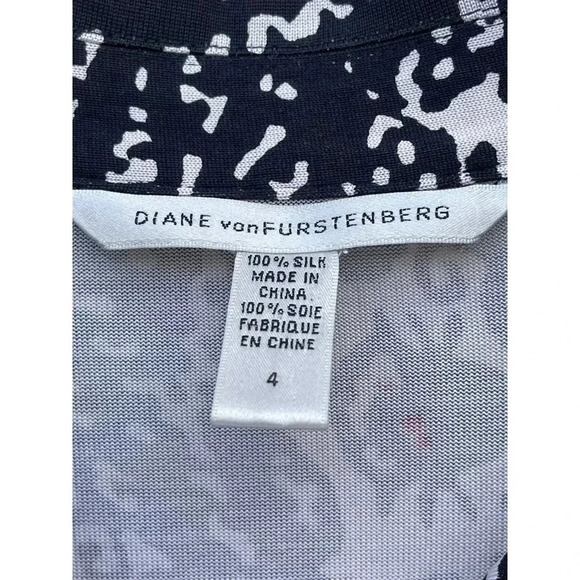 DIANE vonFURSTENBERG
100% SILK
MADE IN
CHINA
100% SOIE
FABRIQUE
EN CHINE
4